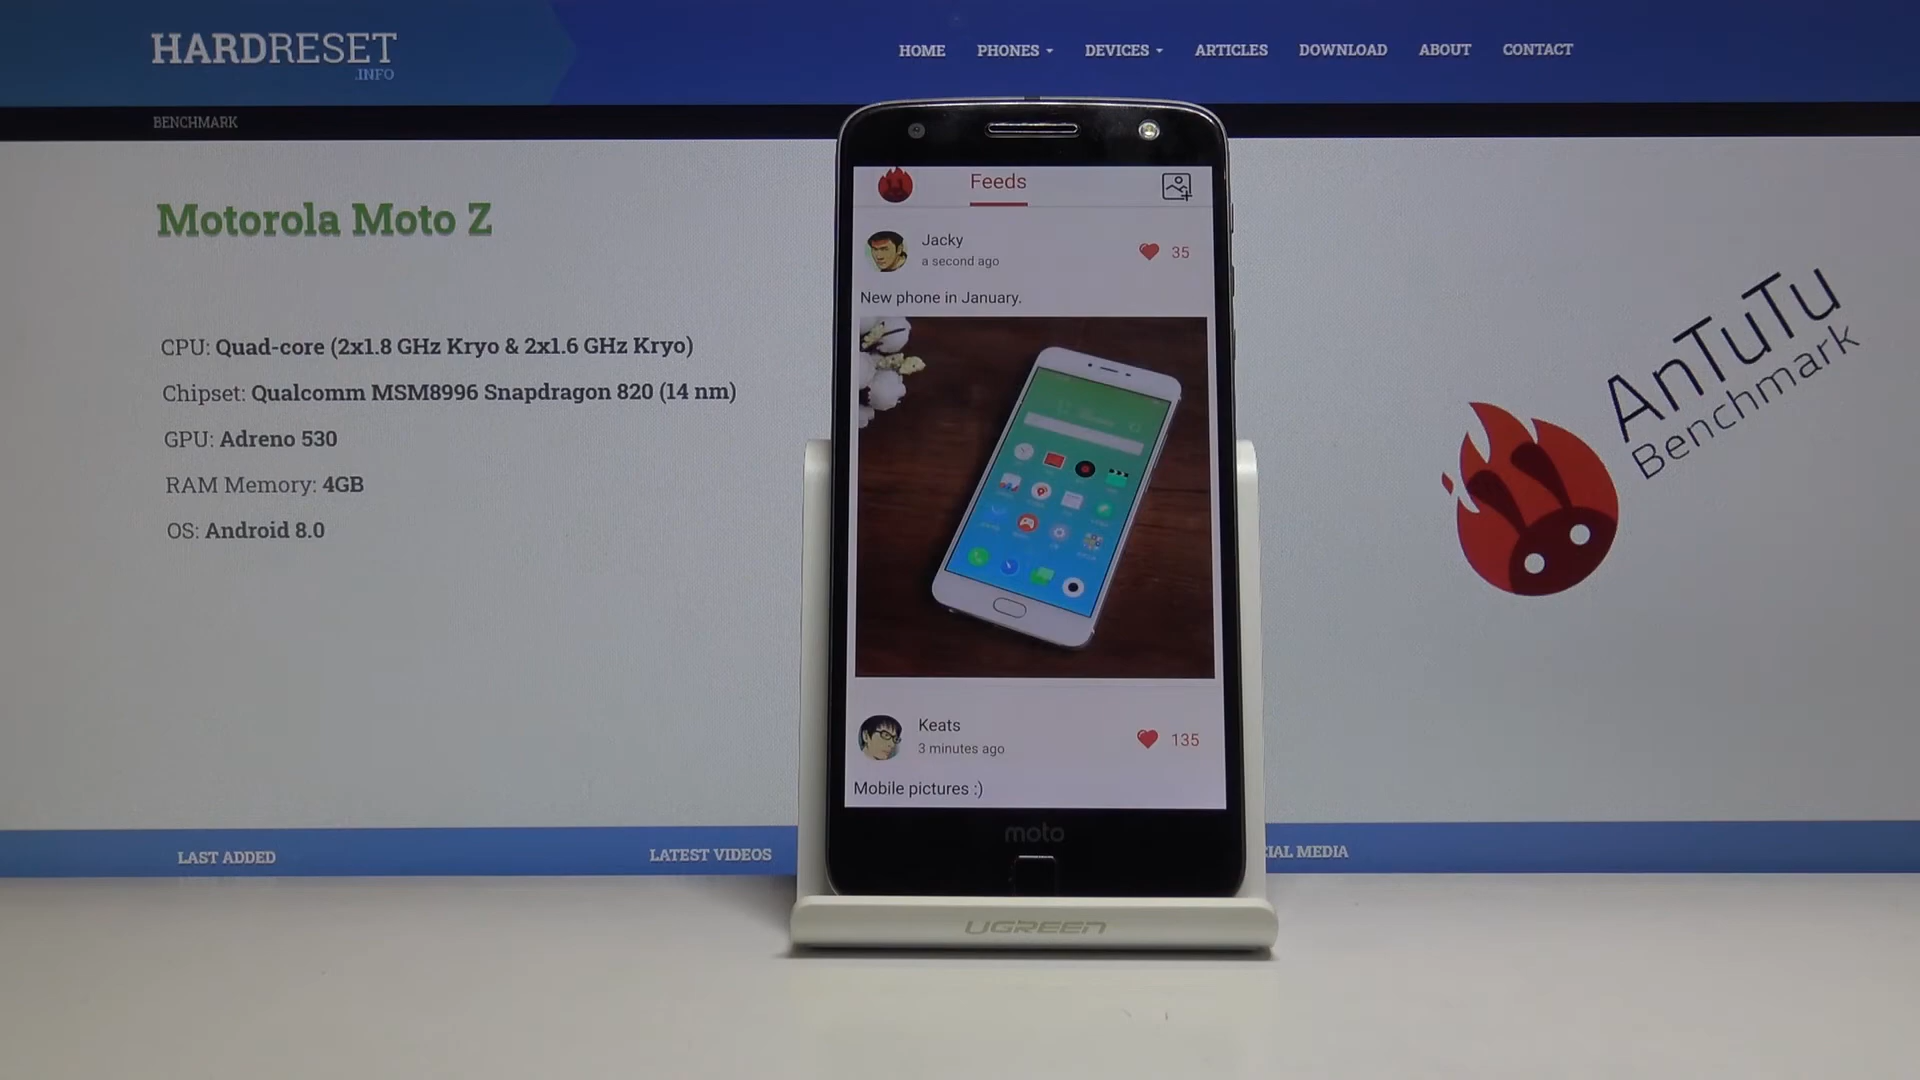 HARDRESET
.INFO
HOME PHONES DEVICES ARTICLES DOWNLOAD ABOUT CONTACT
BENCHMARK
Motorola Moto Z
CPU: Quad-core (2x1.8 GHz Kryo & 2x1.6 GHz Kryo)
Chipset: Qualcomm MSM8996 Snapdragon 820 (14 nm)
GPU: Adreno 530
RAM Memory: 4GB
OS: Android 8.0
Feeds
Jacky
a second ago
35
New phone in January.
Keats
3 minutes ago
135
Mobile pictures :)
moto
UGREEN
AnTuTu
Benchmark
LAST ADDED
LATEST VIDEOS
CIAL MEDIA